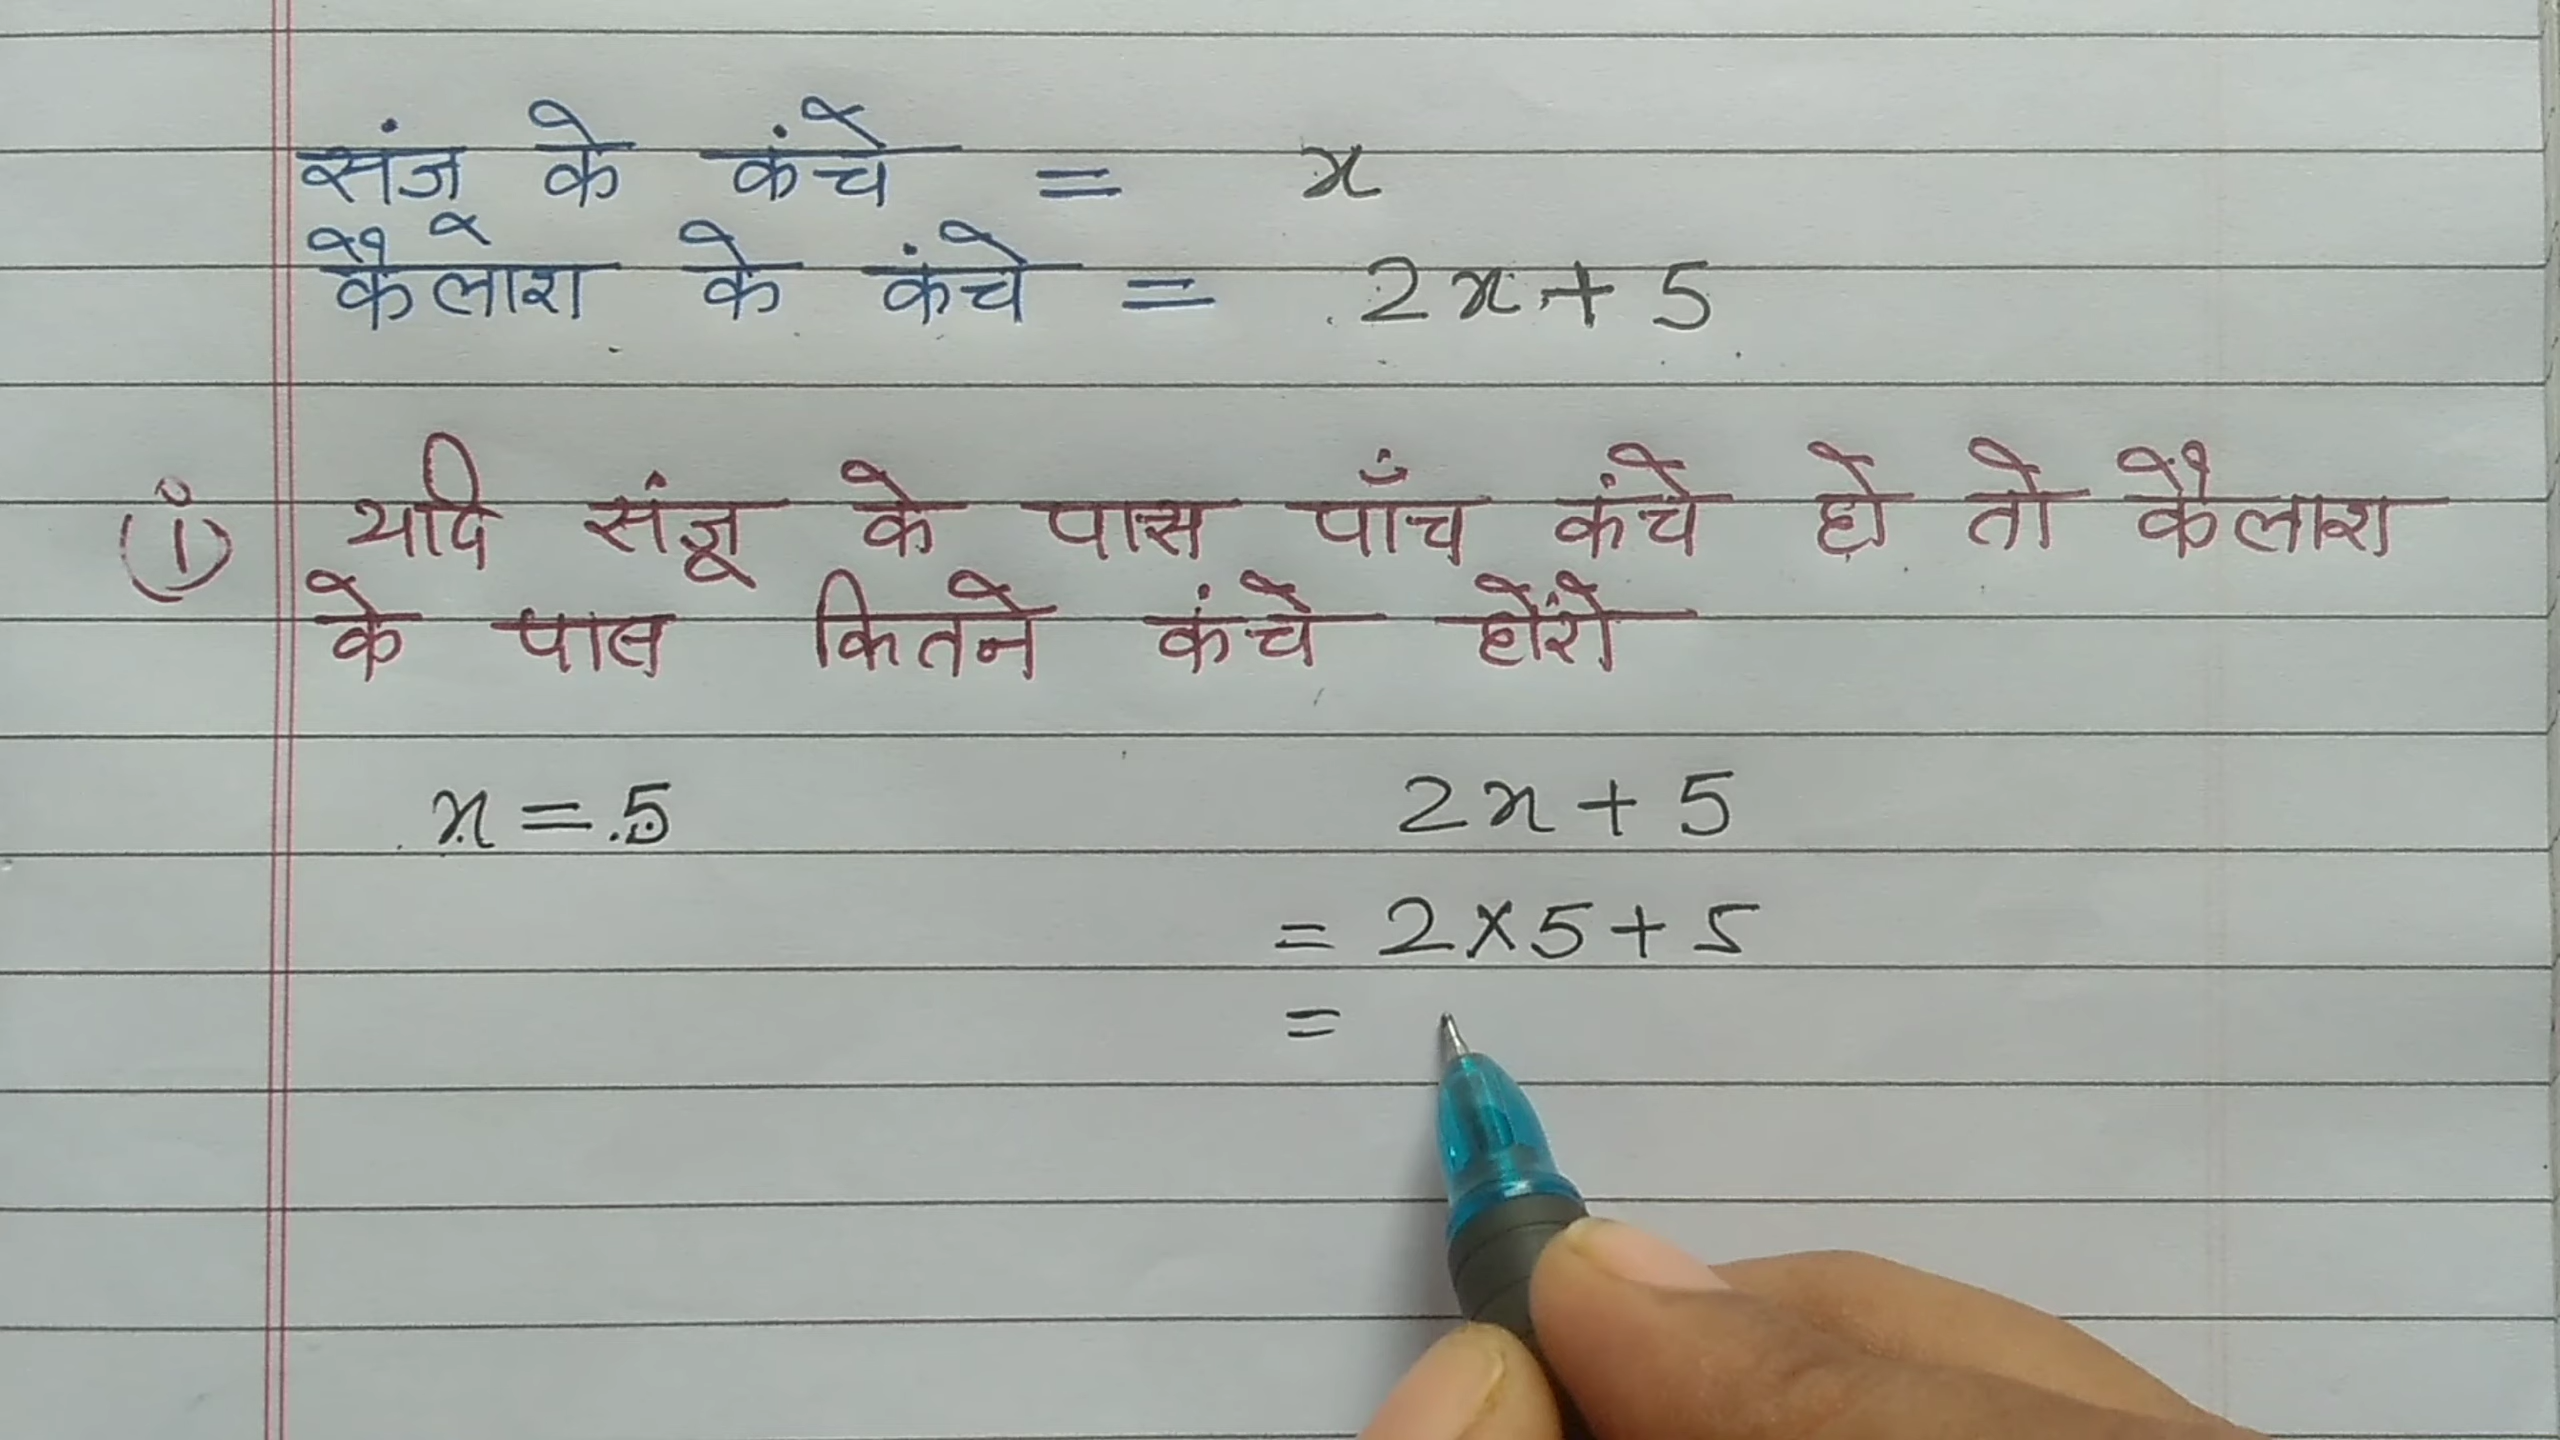 संजू के कंचे = x
कैलाश के कंचे = 2x + 5
(i) यदि संजू के पास पाँच कंचे हो तो कैलाश
के पास कितने कंचे होंगे
x = 5
2x + 5
= 2×5+5
=